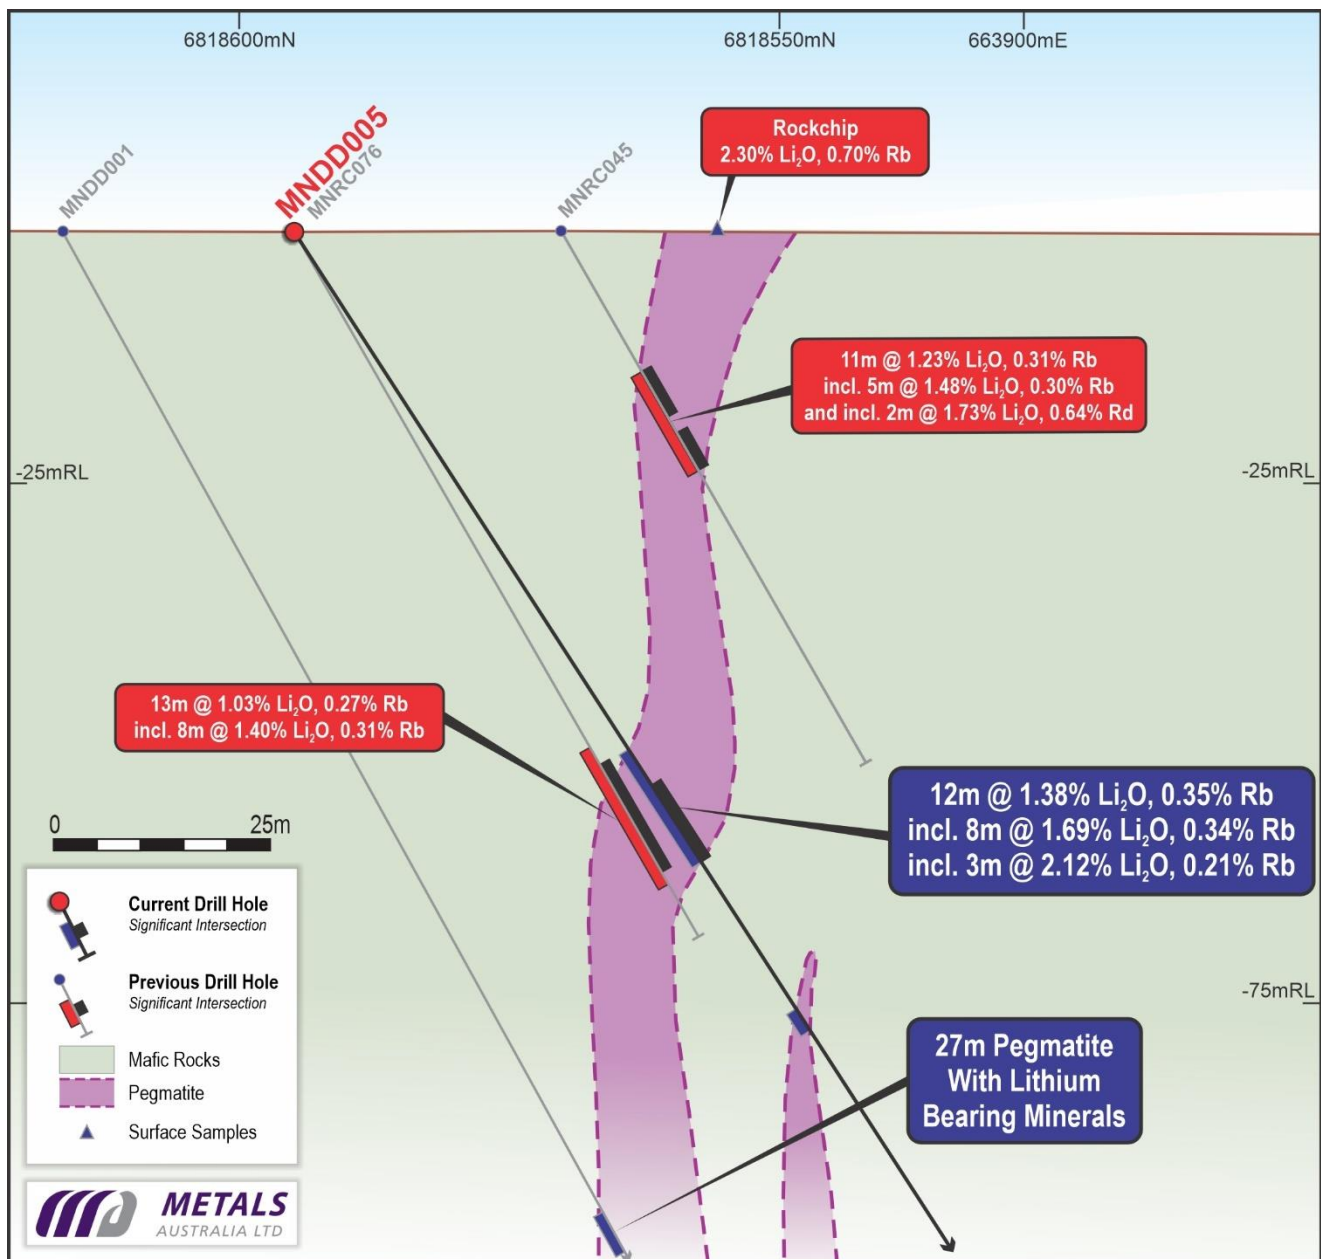 6818600mN
6818550mN
663900mE
MNDD001
MNDD005
MNRC076
MNRC045
Rockchip
2.30% Li₂O, 0.70% Rb
11m @ 1.23% Li₂O, 0.31% Rb
incl. 5m @ 1.48% Li₂O, 0.30% Rb
and incl. 2m @ 1.73% Li₂O, 0.64% Rd
-25mRL
-25mRL
13m @ 1.03% Li₂O, 0.27% Rb
incl. 8m @ 1.40% Li₂O, 0.31% Rb
12m @ 1.38% Li₂O, 0.35% Rb
incl. 8m @ 1.69% Li₂O, 0.34% Rb
incl. 3m @ 2.12% Li₂O, 0.21% Rb
0 25m
Current Drill Hole
Significant Intersection
Previous Drill Hole
Significant Intersection
Mafic Rocks
Pegmatite
Surface Samples
-75mRL
27m Pegmatite
With Lithium
Bearing Minerals
METALS
AUSTRALIA LTD